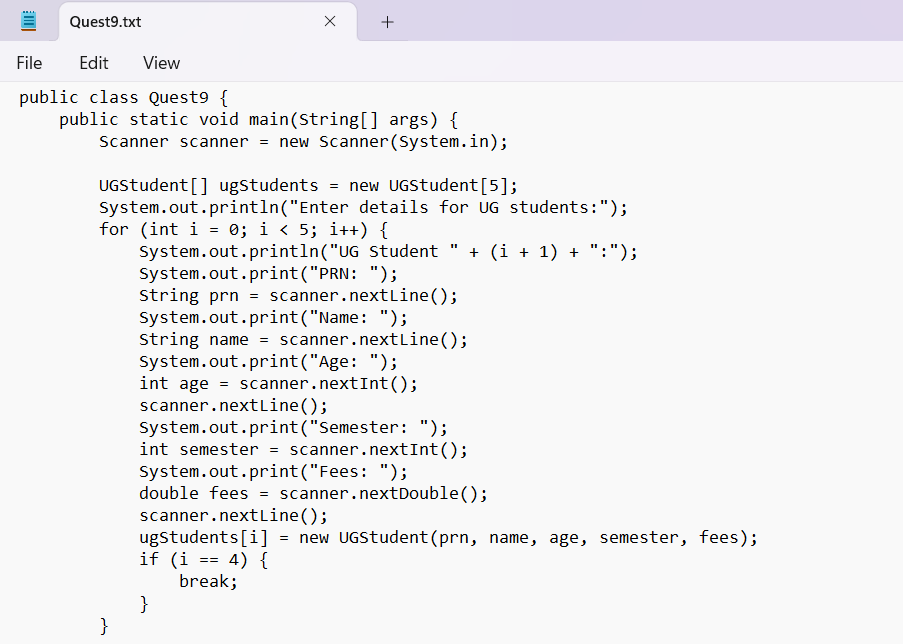 Quest9.txt
File Edit View
public class Quest9 {
    public static void main(String[] args) {
        Scanner scanner = new Scanner(System.in);

        UGStudent[] ugStudents = new UGStudent[5];
        System.out.println("Enter details for UG students:");
        for (int i = 0; i < 5; i++) {
            System.out.println("UG Student " + (i + 1) + ":");
            System.out.print("PRN: ");
            String prn = scanner.nextLine();
            System.out.print("Name: ");
            String name = scanner.nextLine();
            System.out.print("Age: ");
            int age = scanner.nextInt();
            scanner.nextLine();
            System.out.print("Semester: ");
            int semester = scanner.nextInt();
            System.out.print("Fees: ");
            double fees = scanner.nextDouble();
            scanner.nextLine();
            ugStudents[i] = new UGStudent(prn, name, age, semester, fees);
            if (i == 4) {
                break;
            }
        }